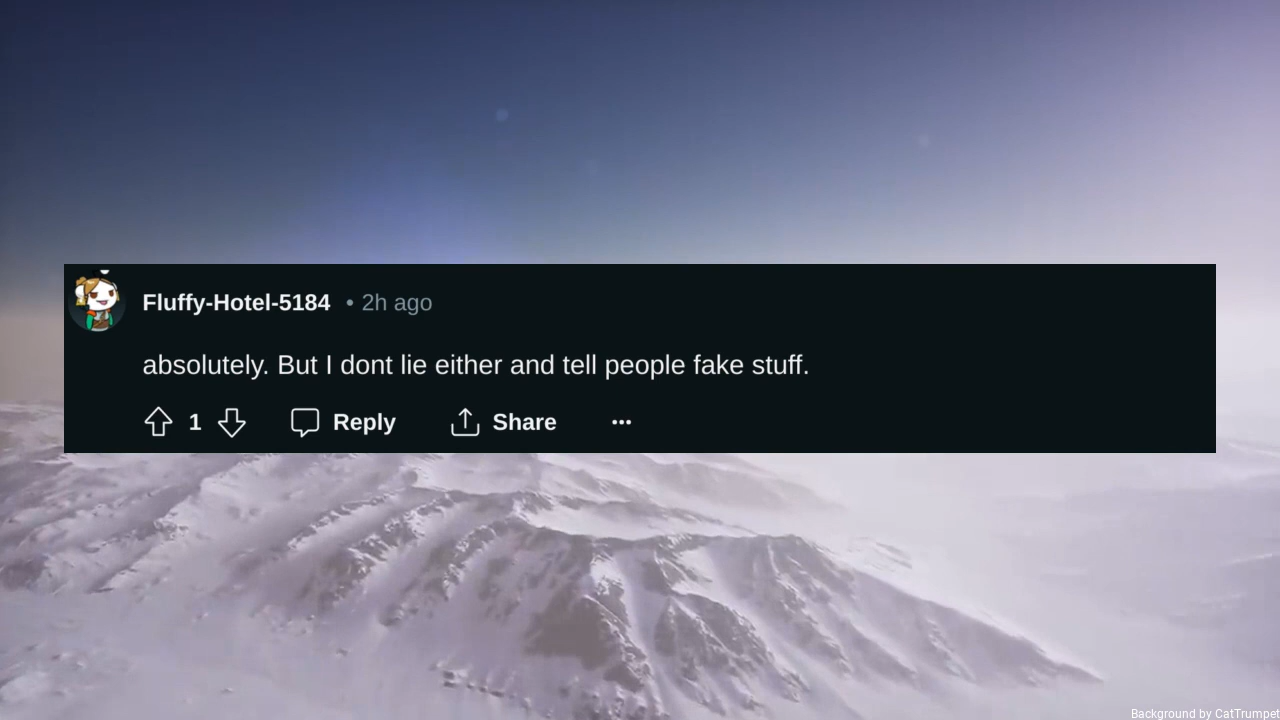 Fluffy-Hotel-5184 • 2h ago
absolutely. But I dont lie either and tell people fake stuff.
1 Reply Share ···
Background by CatTrumpet